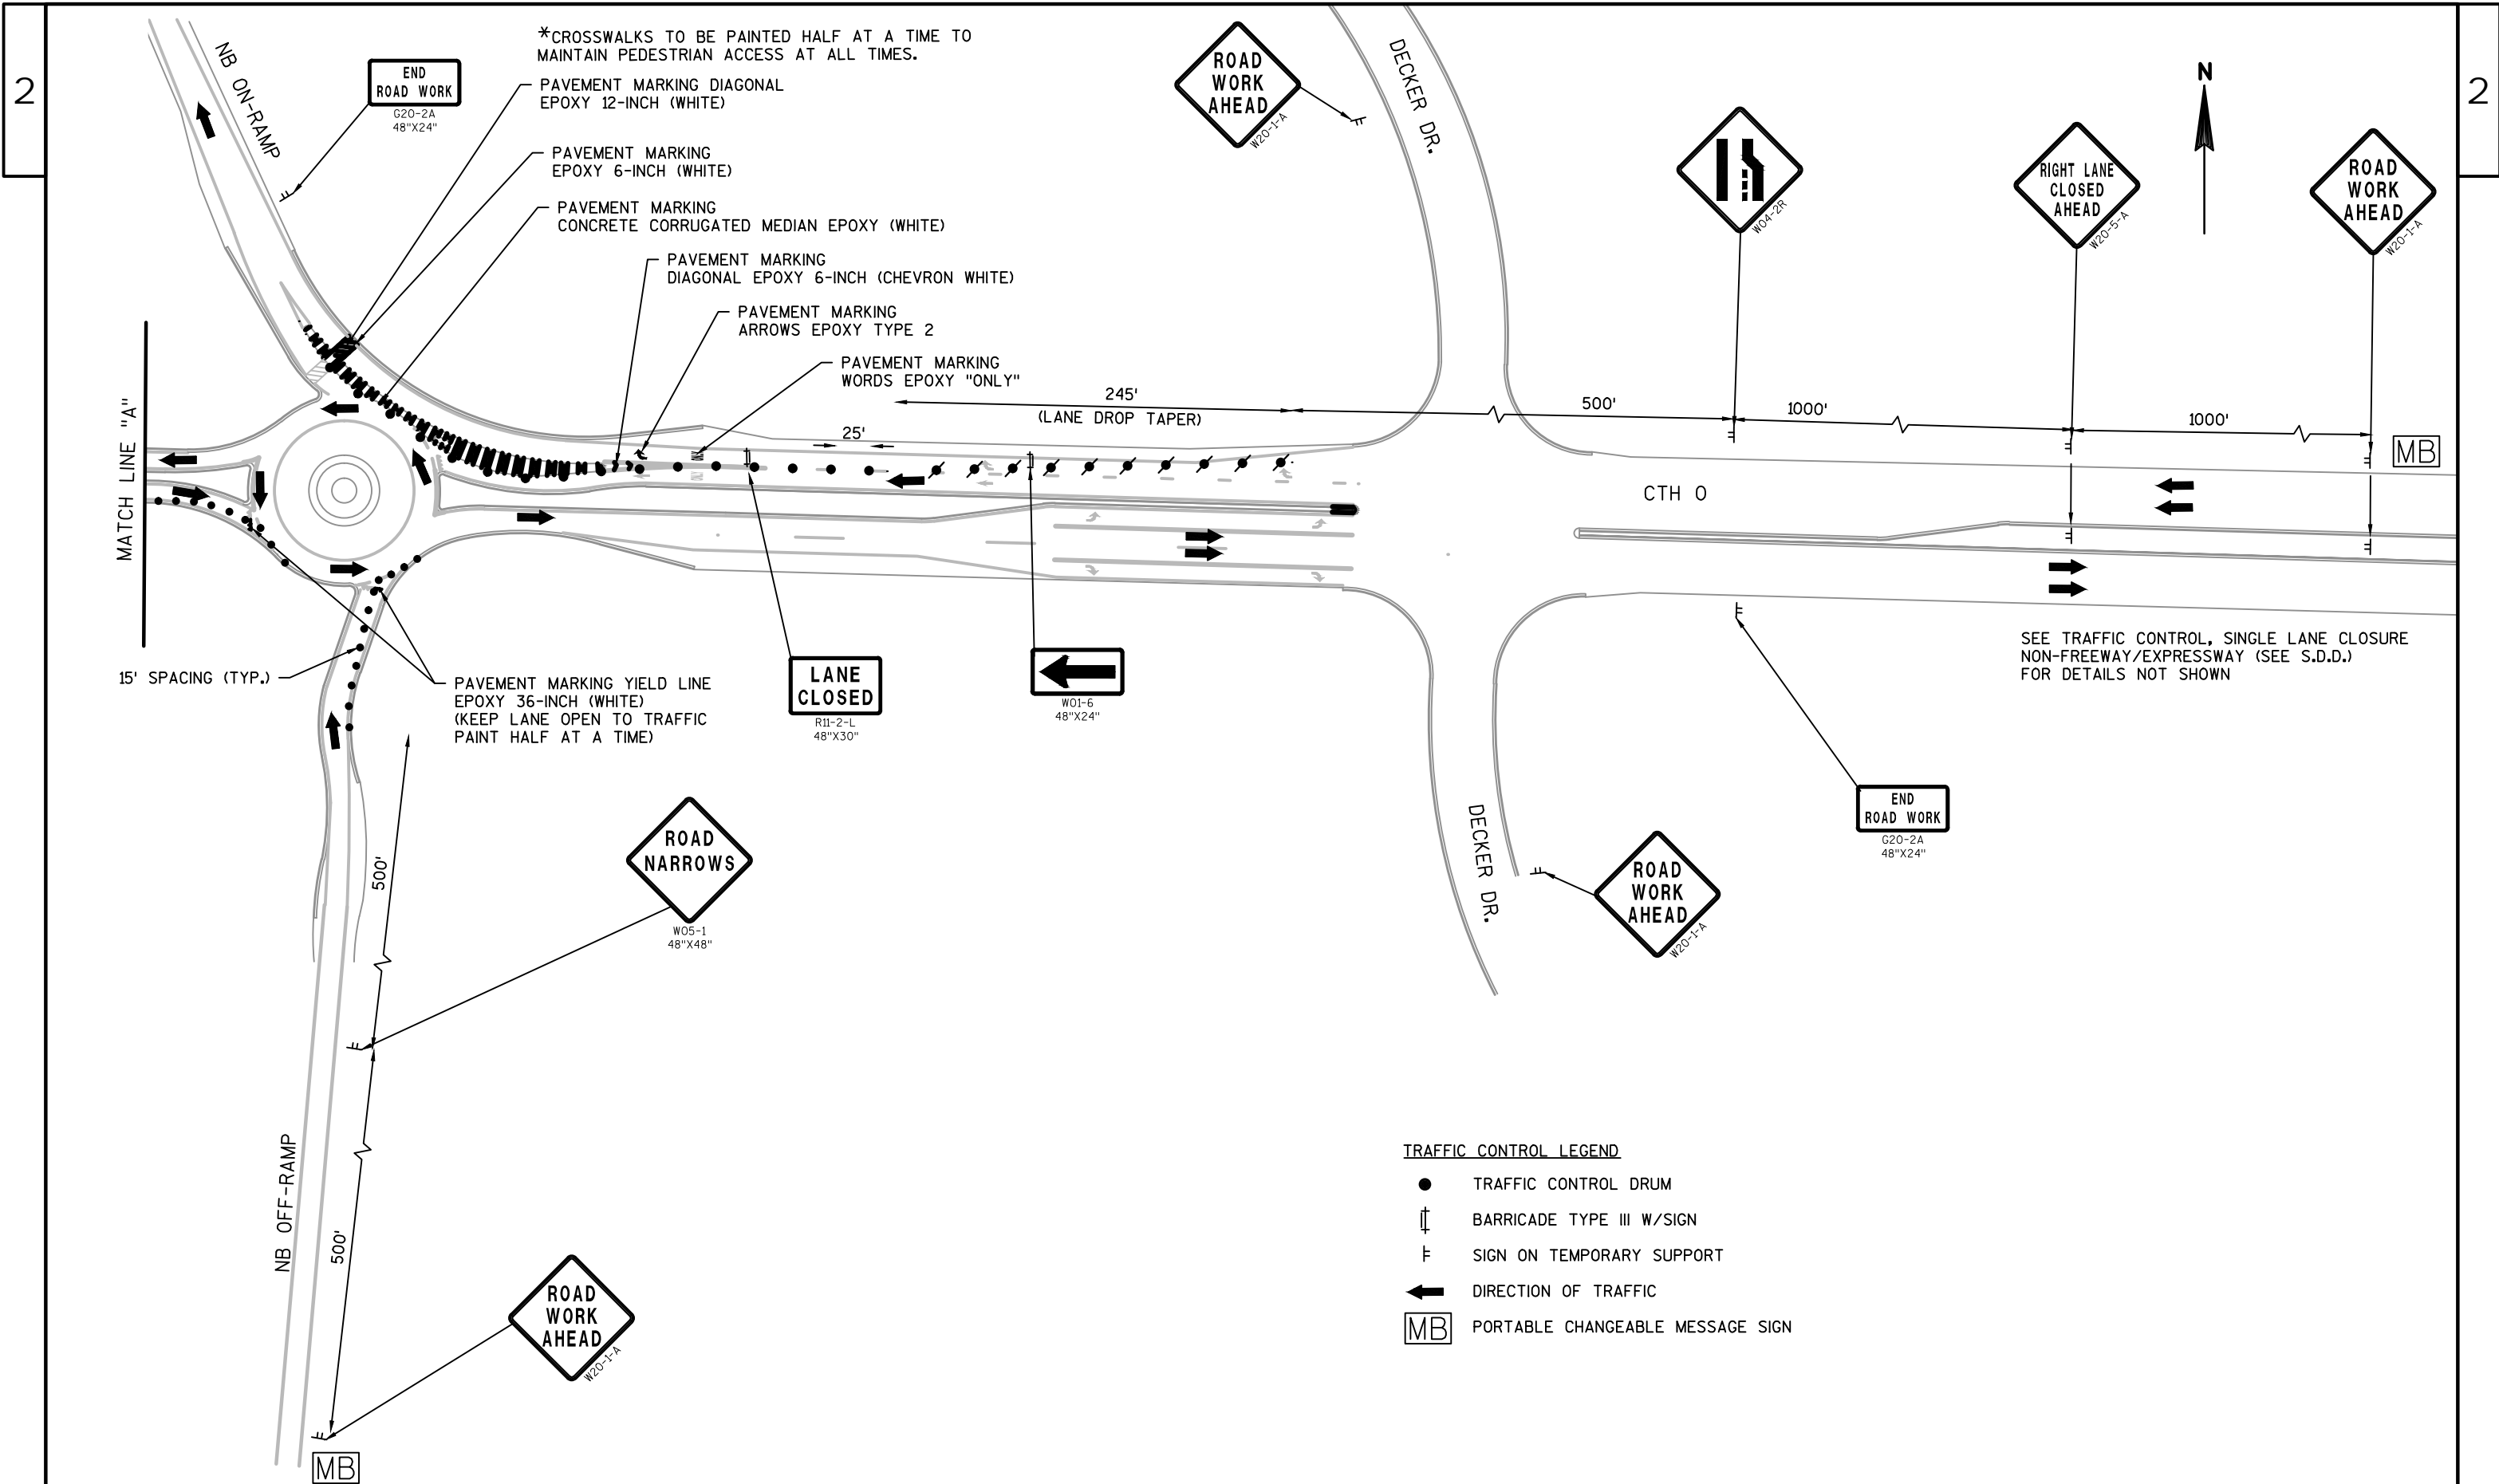 2
2
*CROSSWALKS TO BE PAINTED HALF AT A TIME TO
MAINTAIN PEDESTRIAN ACCESS AT ALL TIMES.
NB ON-RAMP
END
ROAD WORK
G20-2A
48"X24"
PAVEMENT MARKING DIAGONAL
EPOXY 12-INCH (WHITE)
PAVEMENT MARKING
EPOXY 6-INCH (WHITE)
PAVEMENT MARKING
CONCRETE CORRUGATED MEDIAN EPOXY (WHITE)
PAVEMENT MARKING
DIAGONAL EPOXY 6-INCH (CHEVRON WHITE)
PAVEMENT MARKING
ARROWS EPOXY TYPE 2
PAVEMENT MARKING
WORDS EPOXY "ONLY"
ROAD
WORK
AHEAD
W20-1-A
DECKER DR.
W04-2R
RIGHT LANE
CLOSED
AHEAD
W20-5-A
N
ROAD
WORK
AHEAD
W20-1-A
245'
(LANE DROP TAPER)
500'
1000'
1000'
25'
MB
MATCH LINE "A"
CTH O
15' SPACING (TYP.)
PAVEMENT MARKING YIELD LINE
EPOXY 36-INCH (WHITE)
(KEEP LANE OPEN TO TRAFFIC
PAINT HALF AT A TIME)
LANE
CLOSED
R11-2-L
48"X30"
W01-6
48"X24"
SEE TRAFFIC CONTROL, SINGLE LANE CLOSURE
NON-FREEWAY/EXPRESSWAY (SEE S.D.D.)
FOR DETAILS NOT SHOWN
END
ROAD WORK
G20-2A
48"X24"
500'
ROAD
NARROWS
W05-1
48"X48"
DECKER DR.
ROAD
WORK
AHEAD
W20-1-A
NB OFF-RAMP
500'
ROAD
WORK
AHEAD
W20-1-A
MB
TRAFFIC CONTROL LEGEND
TRAFFIC CONTROL DRUM
BARRICADE TYPE III W/SIGN
SIGN ON TEMPORARY SUPPORT
DIRECTION OF TRAFFIC
MB PORTABLE CHANGEABLE MESSAGE SIGN